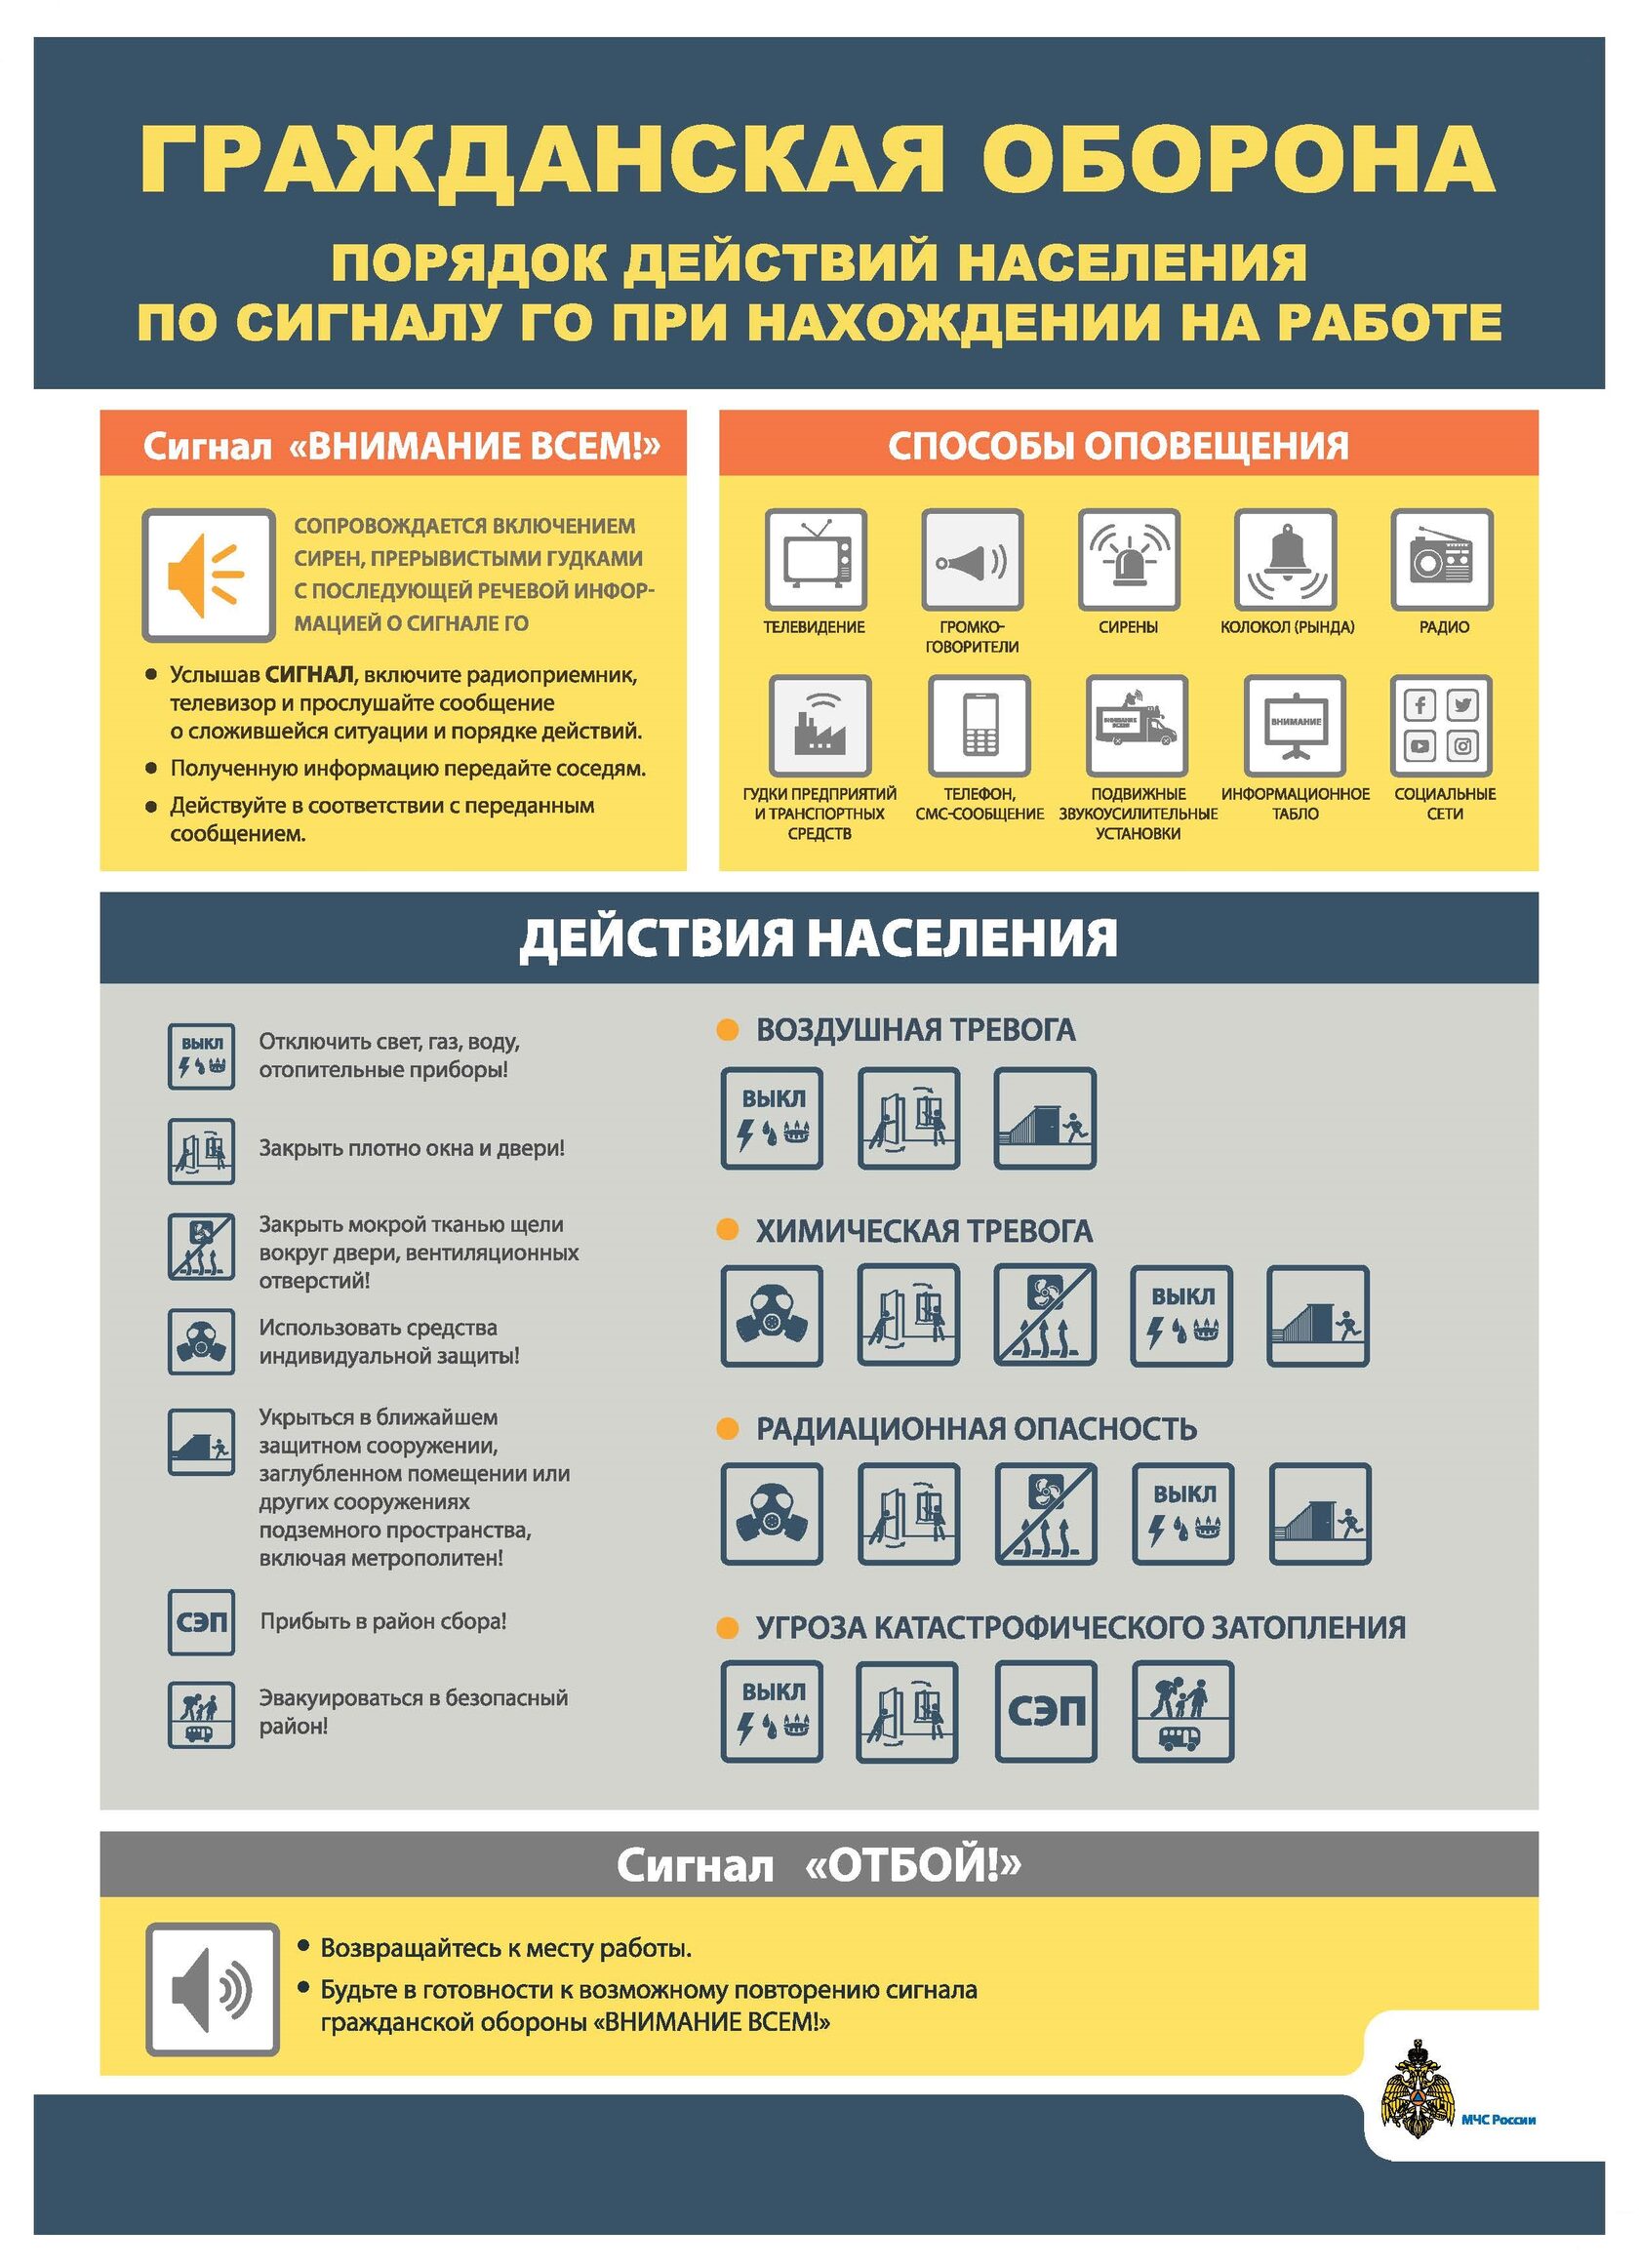 ГРАЖДАНСКАЯ ОБОРОНА
ПОРЯДОК ДЕЙСТВИЙ НАСЕЛЕНИЯ
ПО СИГНАЛУ ГО ПРИ НАХОЖДЕНИИ НА РАБОТЕ
Сигнал «ВНИМАНИЕ ВСЕМ!»
СОПРОВОЖДАЕТСЯ ВКЛЮЧЕНИЕМ
СИРЕН, ПРЕРЫВИСТЫМИ ГУДКАМИ
С ПОСЛЕДУЮЩЕЙ РЕЧЕВОЙ ИНФОР-
МАЦИЕЙ О СИГНАЛЕ ГО
• Услышав СИГНАЛ, включите радиоприемник,
телевизор и прослушайте сообщение
о сложившейся ситуации и порядке действий.
• Полученную информацию передайте соседям.
• Действуйте в соответствии с переданным
сообщением.
СПОСОБЫ ОПОВЕЩЕНИЯ
ТЕЛЕВИДЕНИЕ
ГРОМКО-
ГОВОРИТЕЛИ
СИРЕНЫ
КОЛОКОЛ (РЫНДА)
РАДИО
ВНИМАНИЕ
ВСЕМ!
ВНИМАНИЕ
ГУДКИ ПРЕДПРИЯТИЙ
И ТРАНСПОРТНЫХ
СРЕДСТВ
ТЕЛЕФОН,
СМС-СООБЩЕНИЕ
ПОДВИЖНЫЕ
ЗВУКОУСИЛИТЕЛЬНЫЕ
УСТАНОВКИ
ИНФОРМАЦИОННОЕ
ТАБЛО
СОЦИАЛЬНЫЕ
СЕТИ
ДЕЙСТВИЯ НАСЕЛЕНИЯ
ВЫКЛ
Отключить свет, газ, воду,
отопительные приборы!
Закрыть плотно окна и двери!
Закрыть мокрой тканью щели
вокруг двери, вентиляционных
отверстий!
Использовать средства
индивидуальной защиты!
Укрыться в ближайшем
защитном сооружении,
заглубленном помещении или
других сооружениях
подземного пространства,
включая метрополитен!
СЭП
Прибыть в район сбора!
Эвакуироваться в безопасный
район!
ВОЗДУШНАЯ ТРЕВОГА
ВЫКЛ
ХИМИЧЕСКАЯ ТРЕВОГА
ВЫКЛ
РАДИАЦИОННАЯ ОПАСНОСТЬ
ВЫКЛ
УГРОЗА КАТАСТРОФИЧЕСКОГО ЗАТОПЛЕНИЯ
ВЫКЛ
СЭП
Сигнал «ОТБОЙ!»
• Возвращайтесь к месту работы.
• Будьте в готовности к возможному повторению сигнала
гражданской обороны «ВНИМАНИЕ ВСЕМ!»
МЧС России